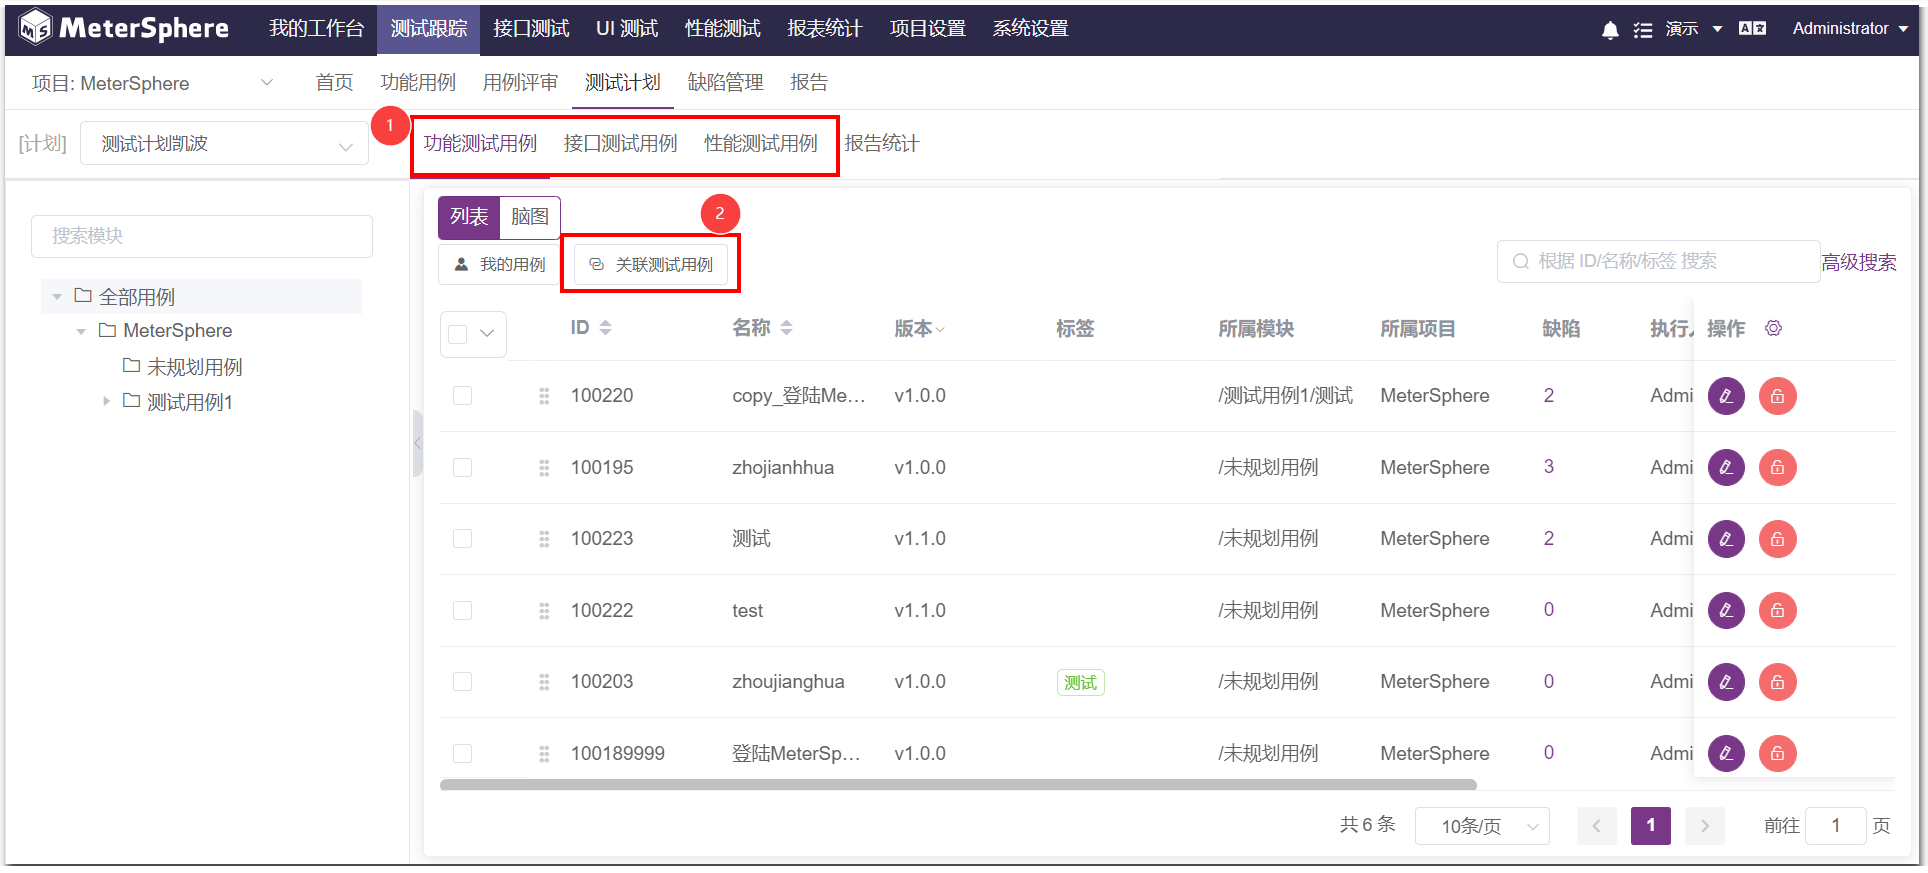 MeterSphere 我的工作台 测试跟踪 接口测试 UI 测试 性能测试 报表统计 项目设置 系统设置 演示 Administrator
项目: MeterSphere 首页 功能用例 用例评审 测试计划 缺陷管理 报告
[计划] 测试计划凯波 1 功能测试用例 接口测试用例 性能测试用例 报告统计
列表 脑图 2
搜索模块
我的用例 关联测试用例 根据 ID/名称/标签 搜索 高级搜索
全部用例
MeterSphere
未规划用例
测试用例1
ID 名称 版本 标签 所属模块 所属项目 缺陷 执行人 操作
100220 copy_登陆Me... v1.0.0 /测试用例1/测试 MeterSphere 2 Admi
100195 zhojianhhua v1.0.0 /未规划用例 MeterSphere 3 Admi
100223 测试 v1.1.0 /未规划用例 MeterSphere 2 Admi
100222 test v1.1.0 /未规划用例 MeterSphere 0 Admi
100203 zhoujianghua v1.0.0 测试 /未规划用例 MeterSphere 0 Admi
100189999 登陆MeterSp... v1.0.0 /未规划用例 MeterSphere 0 Admi
共 6 条 10条/页 1 前往 1 页